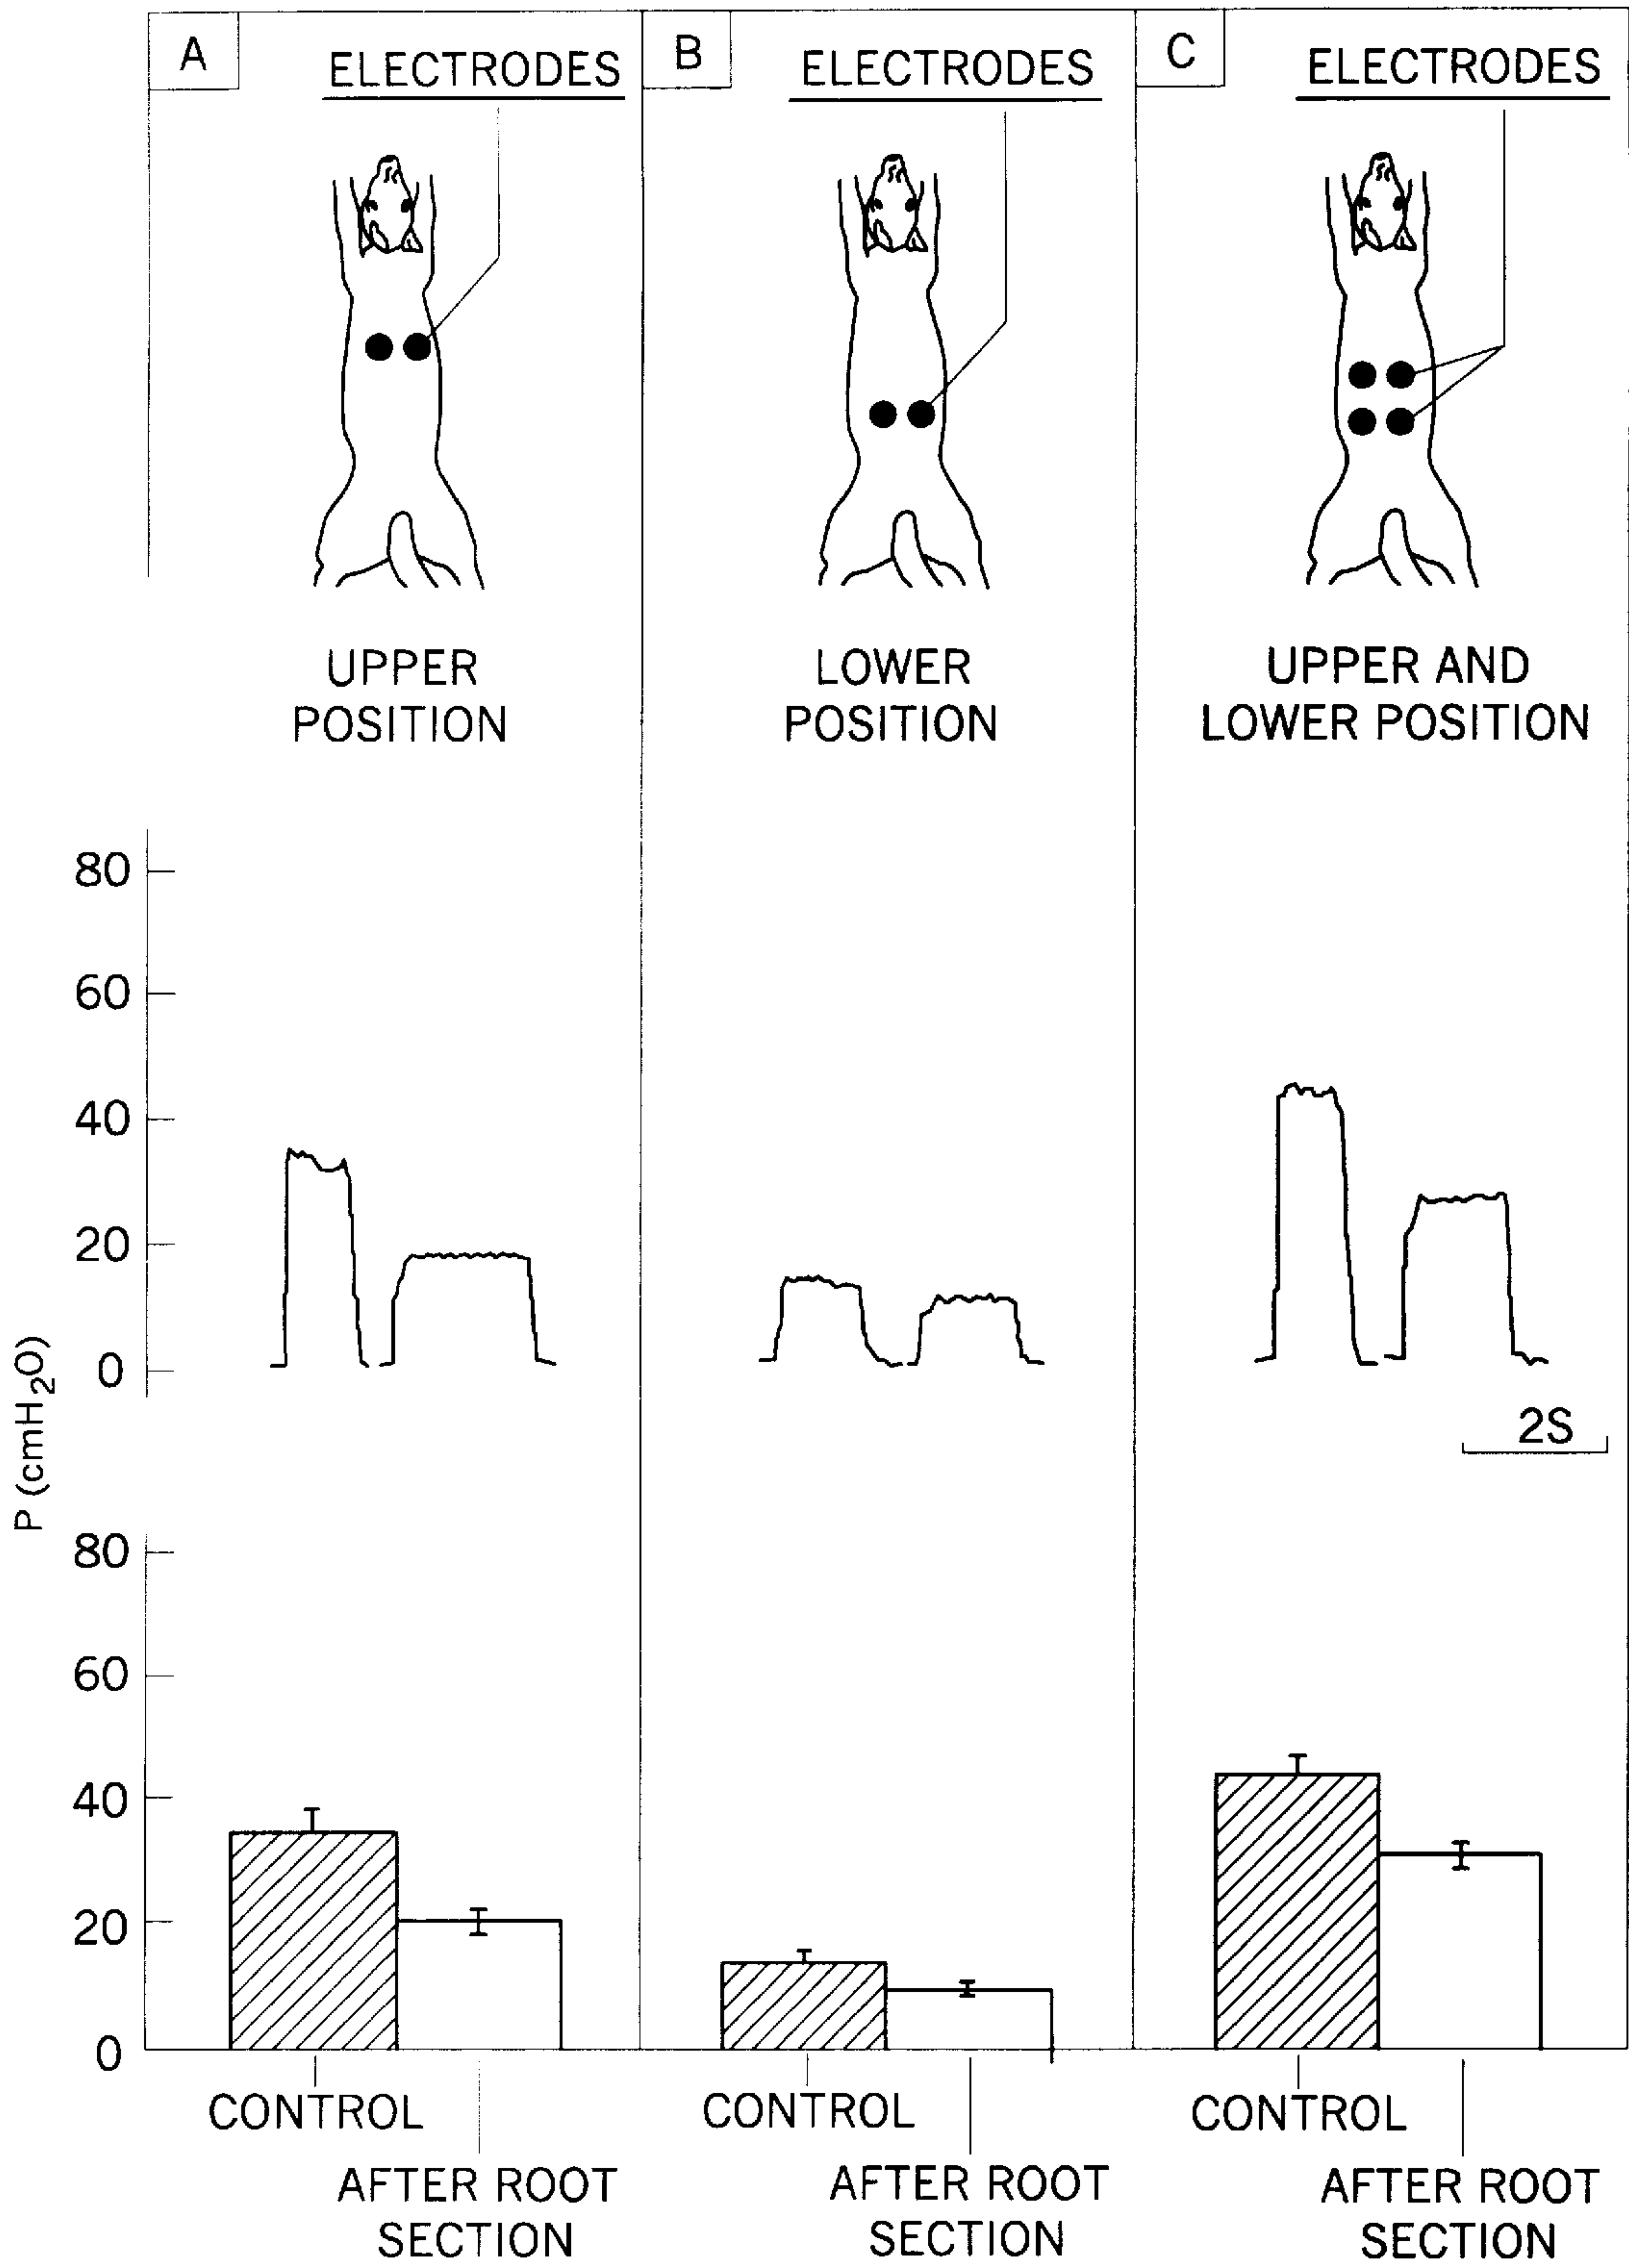 A
ELECTRODES
B
ELECTRODES
C
ELECTRODES
UPPER
POSITION
LOWER
POSITION
UPPER AND
LOWER POSITION
80
60
40
20
0
2S
P (cmH₂O)
80
60
40
20
0
CONTROL
AFTER ROOT
SECTION
CONTROL
AFTER ROOT
SECTION
CONTROL
AFTER ROOT
SECTION